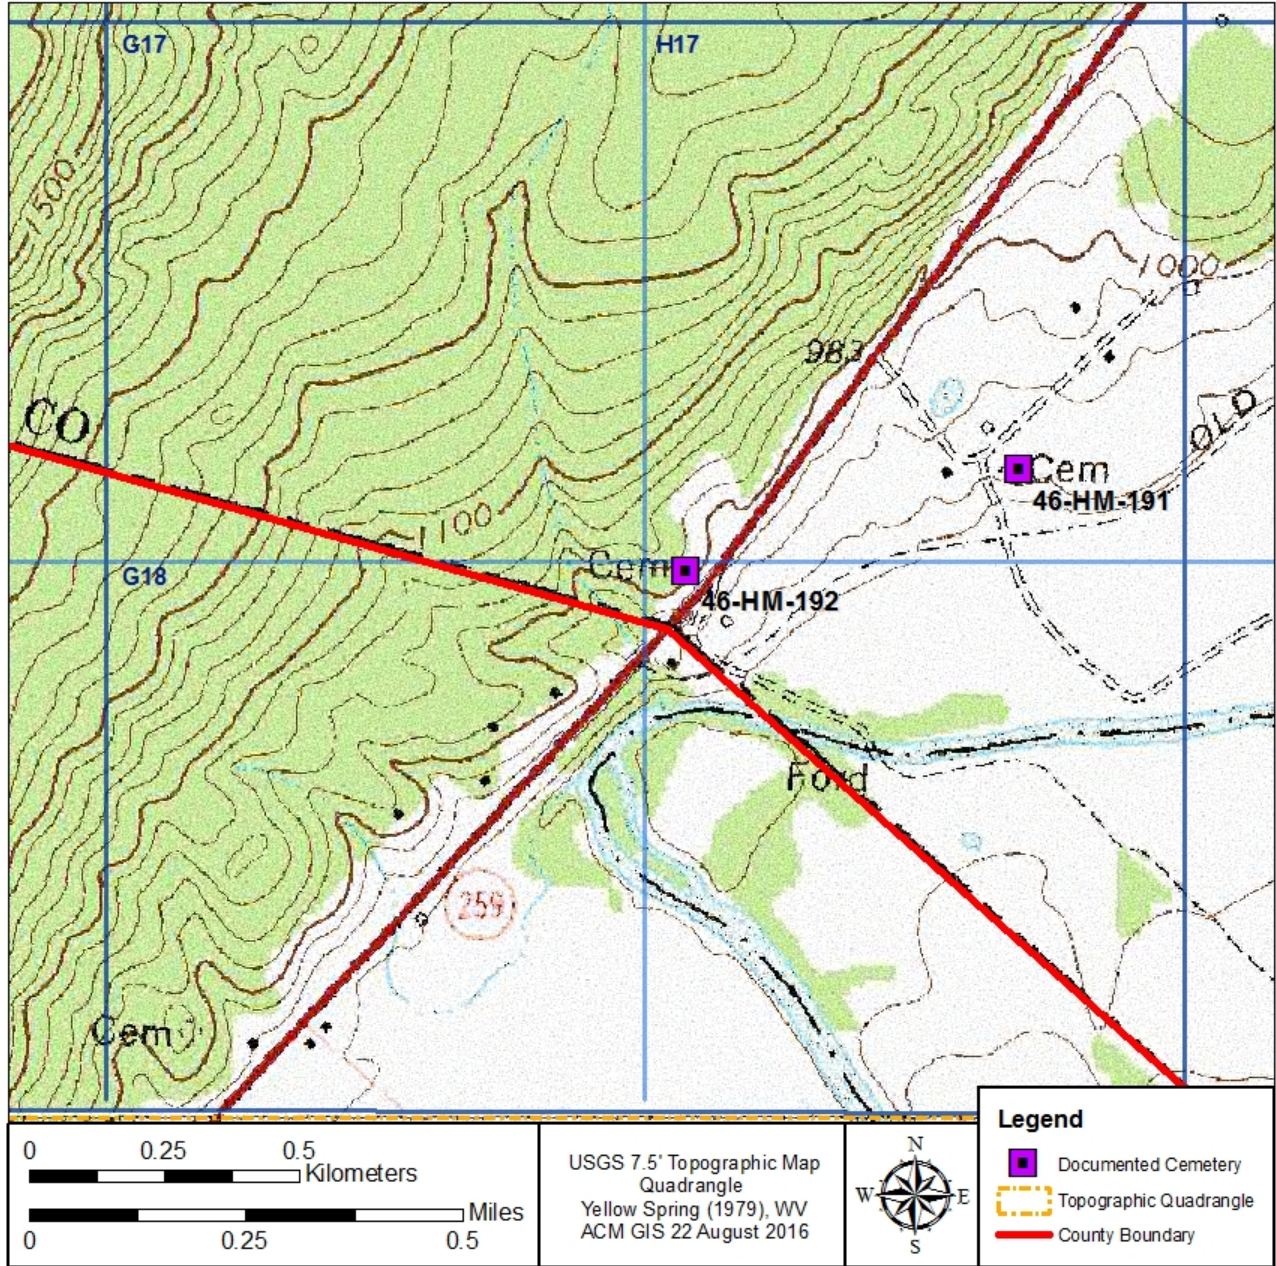 G17
H17
1500
1000
983
CO
OLD
Cem
46-HM-191
1100
G18
Cem
46-HM-192
Ford
259
Cem
0 0.25 0.5
Kilometers
Miles
0 0.25 0.5
USGS 7.5' Topographic Map
Quadrangle
Yellow Spring (1979), WV
ACM GIS 22 August 2016
N
W E
S
Legend
Documented Cemetery
Topographic Quadrangle
County Boundary